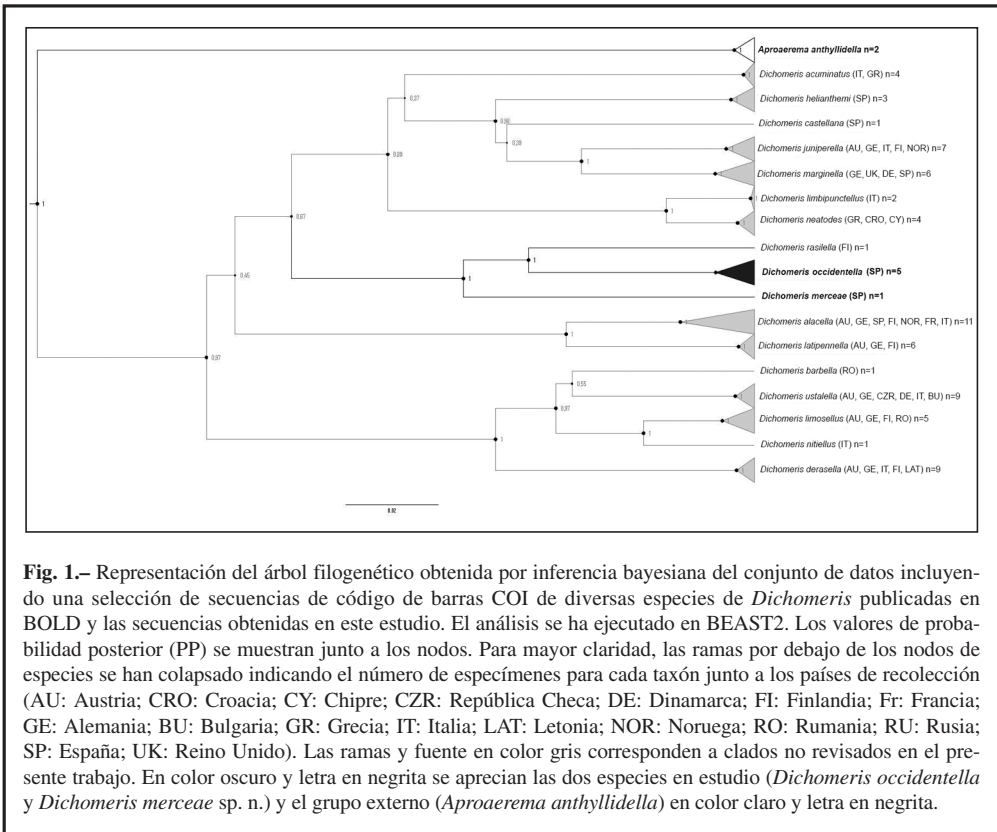 Aproaerema anthyllidella n=2
1
Dichomeris acuminatus (IT, GR) n=4
1
0,37
Dichomeris helianthemi (SP) n=3
1
Dichomeris castellana (SP) n=1
0,39
Dichomeris juniperella (AU, GE, IT, FI, NOR) n=7
1
1
Dichomeris marginella (GE, UK, DE, SP) n=6
1
Dichomeris limbipunctellus (IT) n=2
1
1
Dichomeris neatodes (GR, CRO, CY) n=4
1
1
0,87
Dichomeris rasilella (FI) n=1
1
Dichomeris occidentella (SP) n=5
1
0,45
Dichomeris merceae (SP) n=1
Dichomeris alacella (AU, GE, SP, FI, NOR, FR, IT) n=11
1
1
Dichomeris latipennella (AU, GE, FI) n=6
1
0,97
Dichomeris barbella (RO) n=1
0,55
Dichomeris ustalella (AU, GE, CZR, DE, IT, BU) n=9
1
0,97
Dichomeris limosellus (AU, GE, FI, RO) n=5
1
1
Dichomeris nitiellus (IT) n=1
1
Dichomeris derasella (AU, GE, IT, FI, LAT) n=9
1
0.02
Fig. 1.– Representación del árbol filogenético obtenida por inferencia bayesiana del conjunto de datos incluyen-
do una selección de secuencias de código de barras COI de diversas especies de Dichomeris publicadas en
BOLD y las secuencias obtenidas en este estudio. El análisis se ha ejecutado en BEAST2. Los valores de proba-
bilidad posterior (PP) se muestran junto a los nodos. Para mayor claridad, las ramas por debajo de los nodos de
especies se han colapsado indicando el número de especímenes para cada taxón junto a los países de recolección
(AU: Austria; CRO: Croacia; CY: Chipre; CZR: República Checa; DE: Dinamarca; FI: Finlandia; Fr: Francia;
GE: Alemania; BU: Bulgaria; GR: Grecia; IT: Italia; LAT: Letonia; NOR: Noruega; RO: Rumania; RU: Rusia;
SP: España; UK: Reino Unido). Las ramas y fuente en color gris corresponden a clados no revisados en el pre-
sente trabajo. En color oscuro y letra en negrita se aprecian las dos especies en estudio (Dichomeris occidentella
y Dichomeris merceae sp. n.) y el grupo externo (Aproaerema anthyllidella) en color claro y letra en negrita.